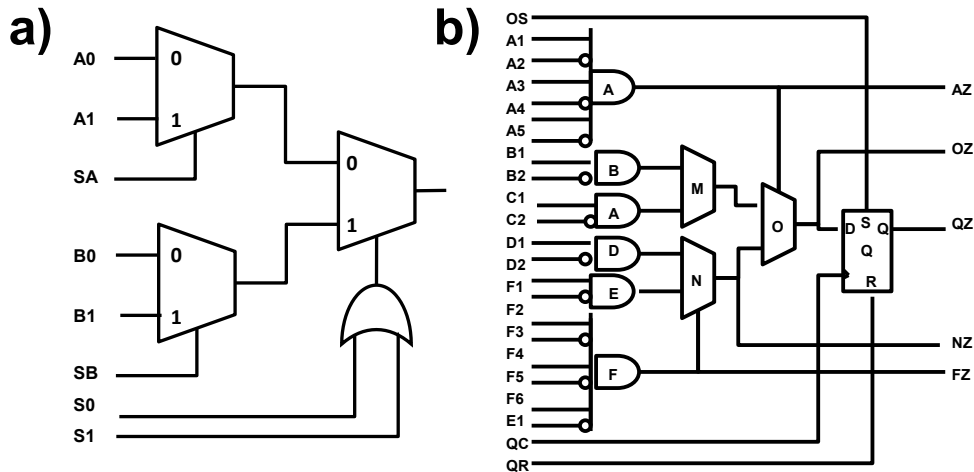 a)
A0
0
A1
1
SA
0
1
B0
0
B1
1
SB
S0
S1
b)
OS
A1
A2
A3
A
A4
A5
B1
B
B2
C1
A
C2
D1
D
D2
F1
E
F2
F3
F4
F5
F
F6
E1
QC
QR
M
N
O
S
D Q
Q
R
AZ
OZ
QZ
NZ
FZ